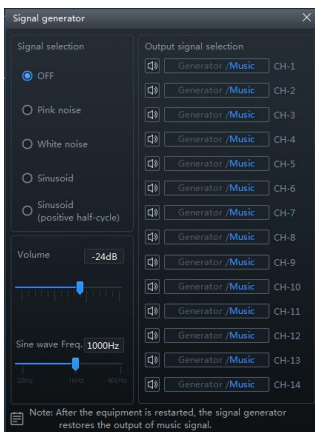 Signal generator
Signal selection
OFF
Pink noise
White noise
Sinusoid
Sinusoid
(positive half-cycle)
Volume
-24dB
Sine wave Freq. 1000Hz
20Hz 1kHz 40kHz
Output signal selection
Generator /Music CH-1
Generator /Music CH-2
Generator /Music CH-3
Generator /Music CH-4
Generator /Music CH-5
Generator /Music CH-6
Generator /Music CH-7
Generator /Music CH-8
Generator /Music CH-9
Generator /Music CH-10
Generator /Music CH-11
Generator /Music CH-12
Generator /Music CH-13
Generator /Music CH-14
Note: After the equipment is restarted, the signal generator
restores the output of music signal.